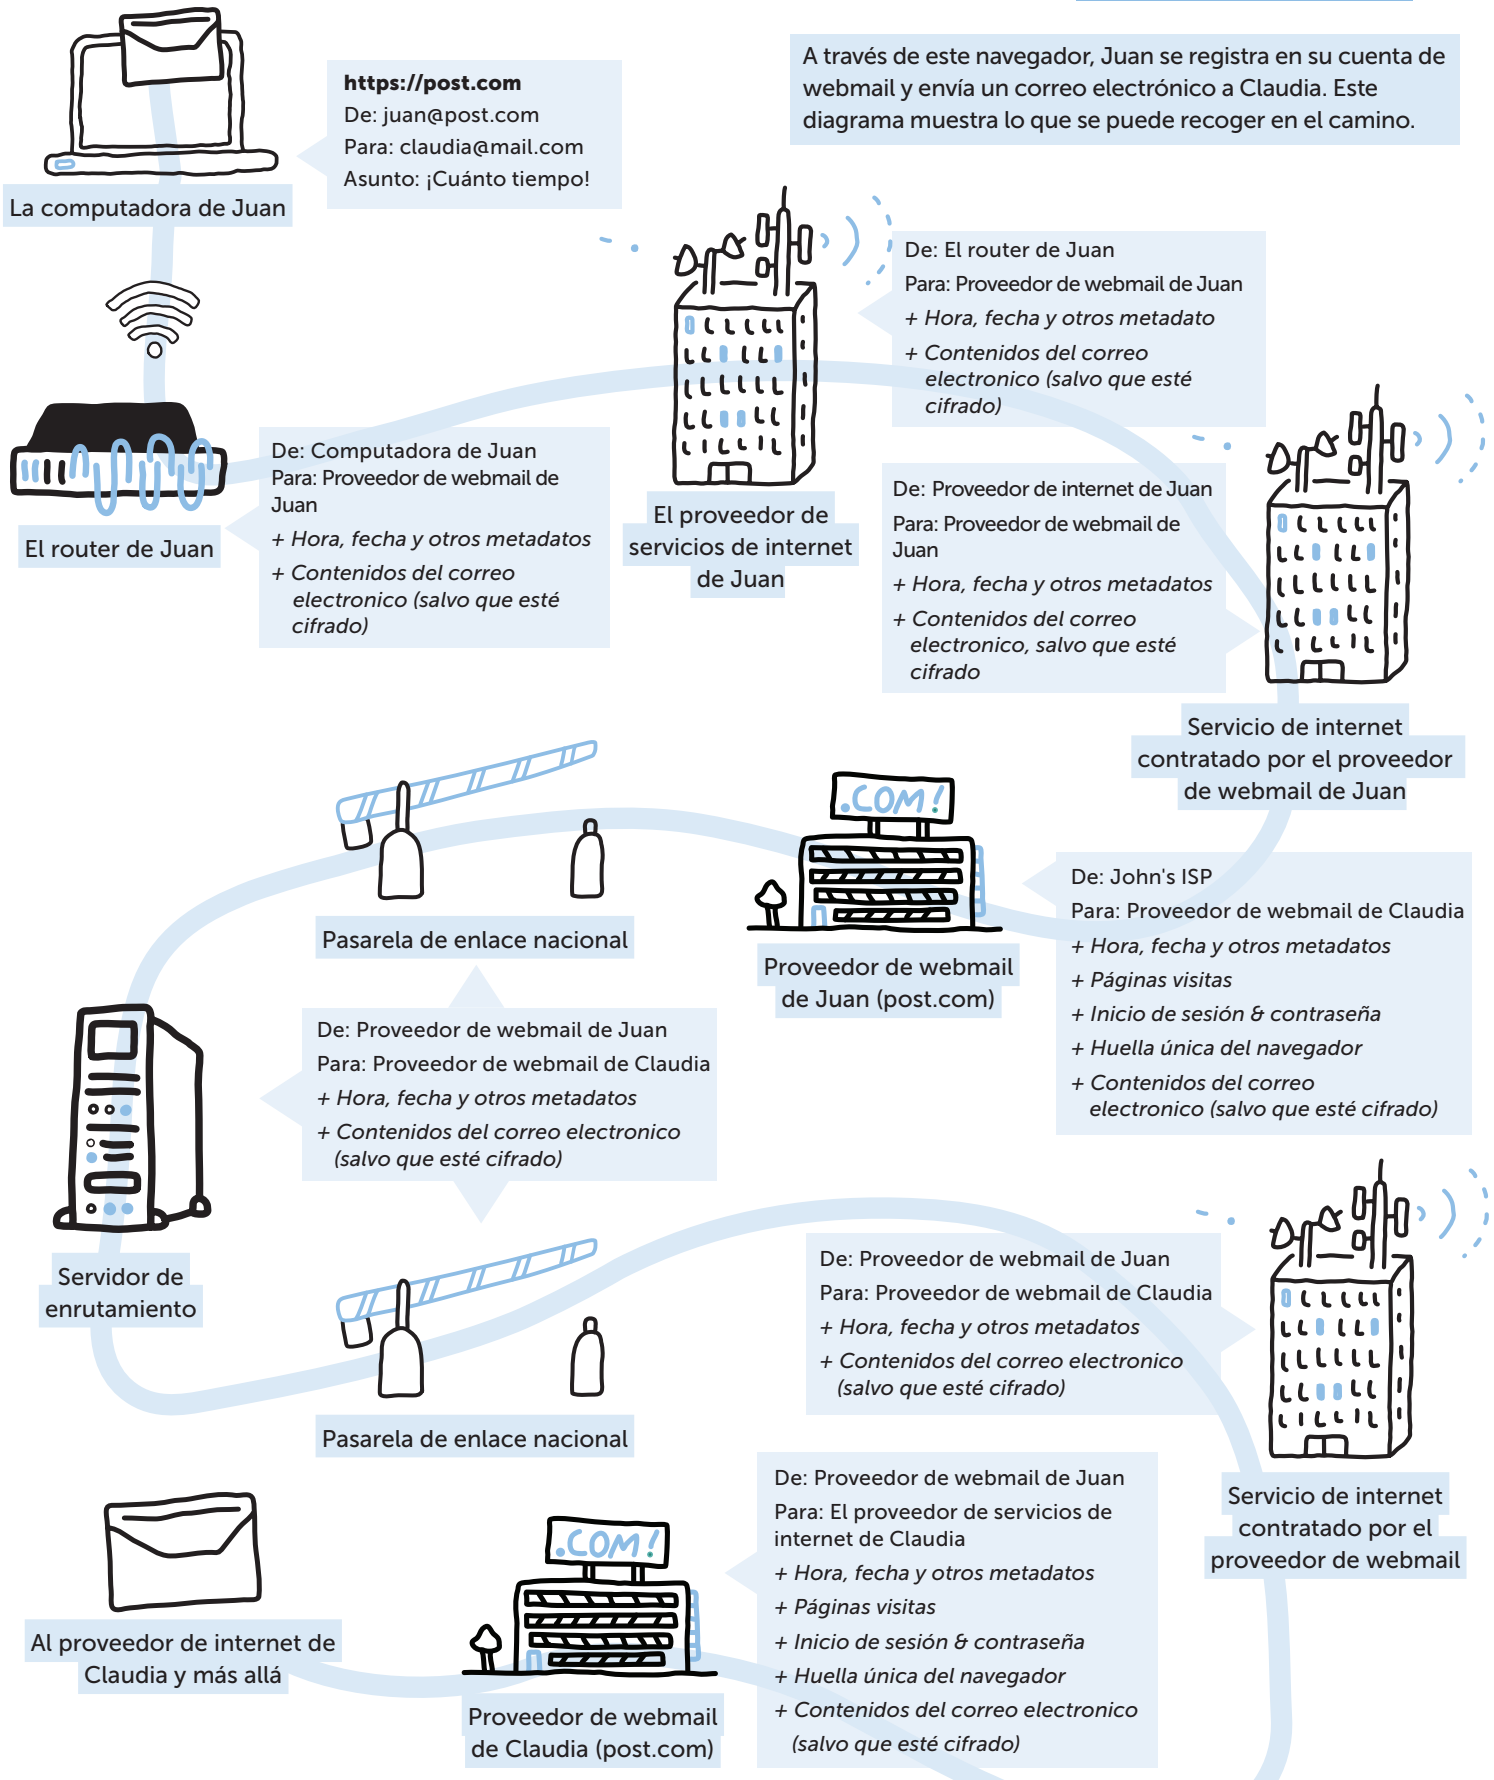 A través de este navegador, Juan se registra en su cuenta de
webmail y envía un correo electrónico a Claudia. Este
diagrama muestra lo que se puede recoger en el camino.
https://post.com
De: juan@post.com
Para: claudia@mail.com
Asunto: ¡Cuánto tiempo!
La computadora de Juan
De: El router de Juan
Para: Proveedor de webmail de Juan
+ Hora, fecha y otros metadato
+ Contenidos del correo
electronico (salvo que esté
cifrado)
De: Computadora de Juan
Para: Proveedor de webmail de
Juan
+ Hora, fecha y otros metadatos
+ Contenidos del correo
electronico (salvo que esté
cifrado)
El router de Juan
El proveedor de
servicios de internet
de Juan
De: Proveedor de internet de Juan
Para: Proveedor de webmail de
Juan
+ Hora, fecha y otros metadatos
+ Contenidos del correo
electronico, salvo que esté
cifrado
Servicio de internet
contratado por el proveedor
de webmail de Juan
.COM!
De: John's ISP
Para: Proveedor de webmail de Claudia
+ Hora, fecha y otros metadatos
+ Páginas visitas
+ Inicio de sesión & contraseña
+ Huella única del navegador
+ Contenidos del correo
electronico (salvo que esté cifrado)
Pasarela de enlace nacional
Proveedor de webmail
de Juan (post.com)
De: Proveedor de webmail de Juan
Para: Proveedor de webmail de Claudia
+ Hora, fecha y otros metadatos
+ Contenidos del correo electronico
(salvo que esté cifrado)
Servidor de
enrutamiento
De: Proveedor de webmail de Juan
Para: Proveedor de webmail de Claudia
+ Hora, fecha y otros metadatos
+ Contenidos del correo electronico
(salvo que esté cifrado)
Pasarela de enlace nacional
Servicio de internet
contratado por el
proveedor de webmail
De: Proveedor de webmail de Juan
Para: El proveedor de servicios de
internet de Claudia
+ Hora, fecha y otros metadatos
+ Páginas visitas
+ Inicio de sesión & contraseña
+ Huella única del navegador
+ Contenidos del correo electronico
(salvo que esté cifrado)
.COM!
Al proveedor de internet de
Claudia y más allá
Proveedor de webmail
de Claudia (post.com)